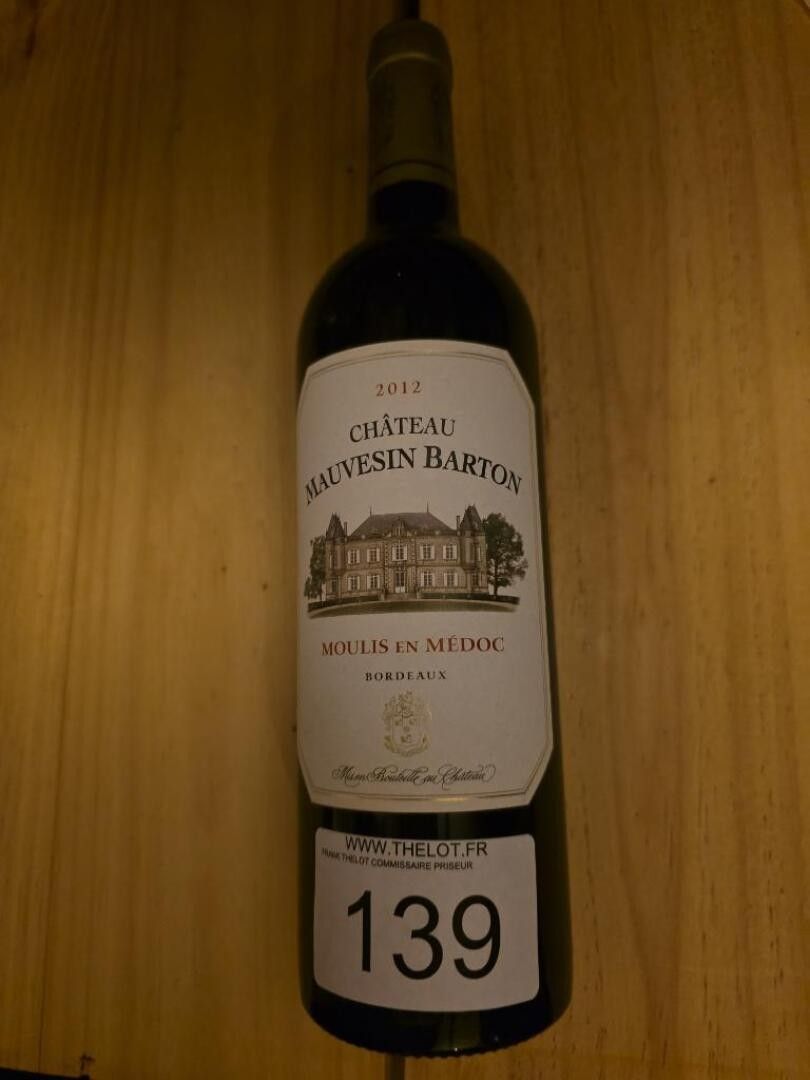 2012
CHÂTEAU
MAUVESIN BARTON
MOULIS EN MÉDOC
BORDEAUX
Mis en Bouteille au Château
WWW.THELOT.FR
FRANK THELOT COMMISSAIRE PRISEUR
139